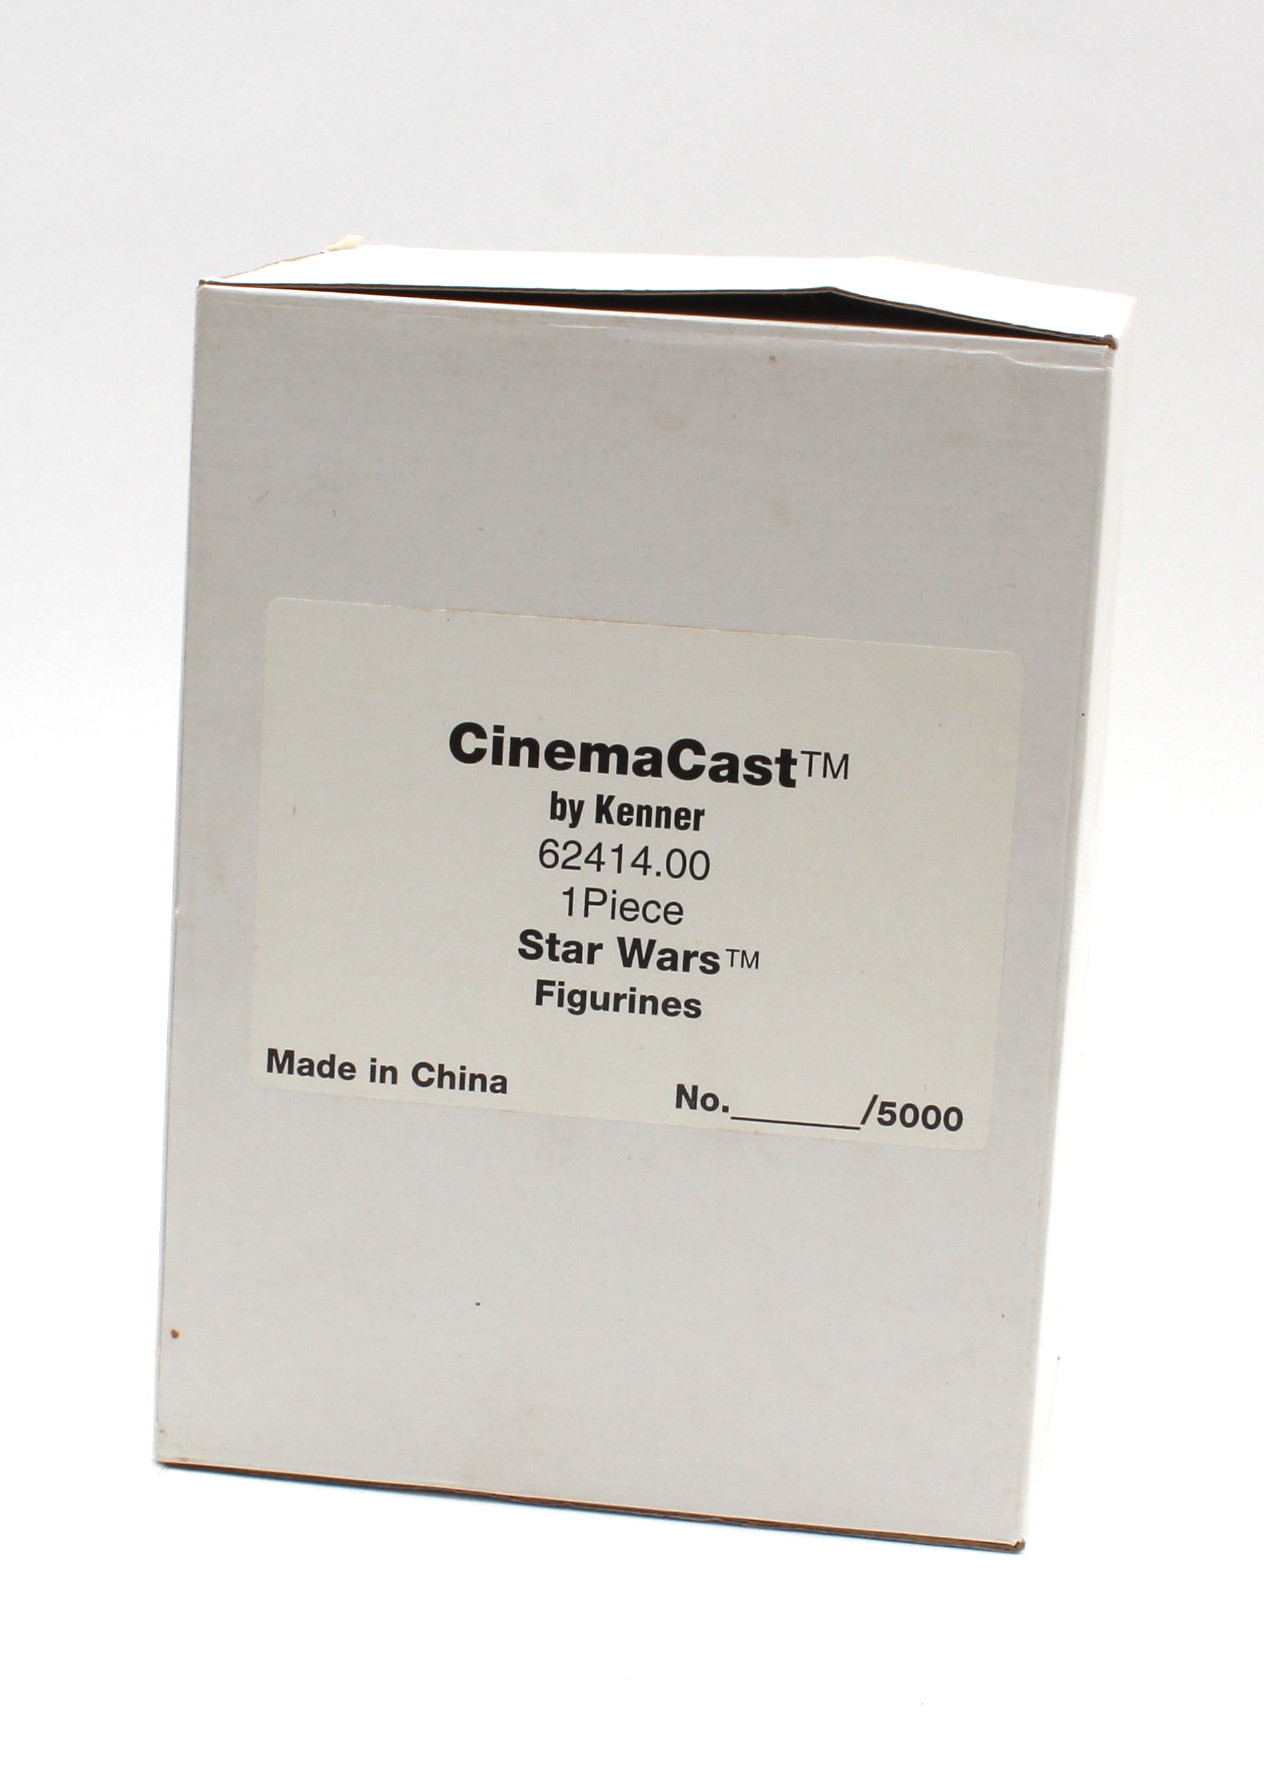 CinemaCast™
by Kenner
62414.00
1Piece
Star Wars™
Figurines
Made in China
No.______/5000